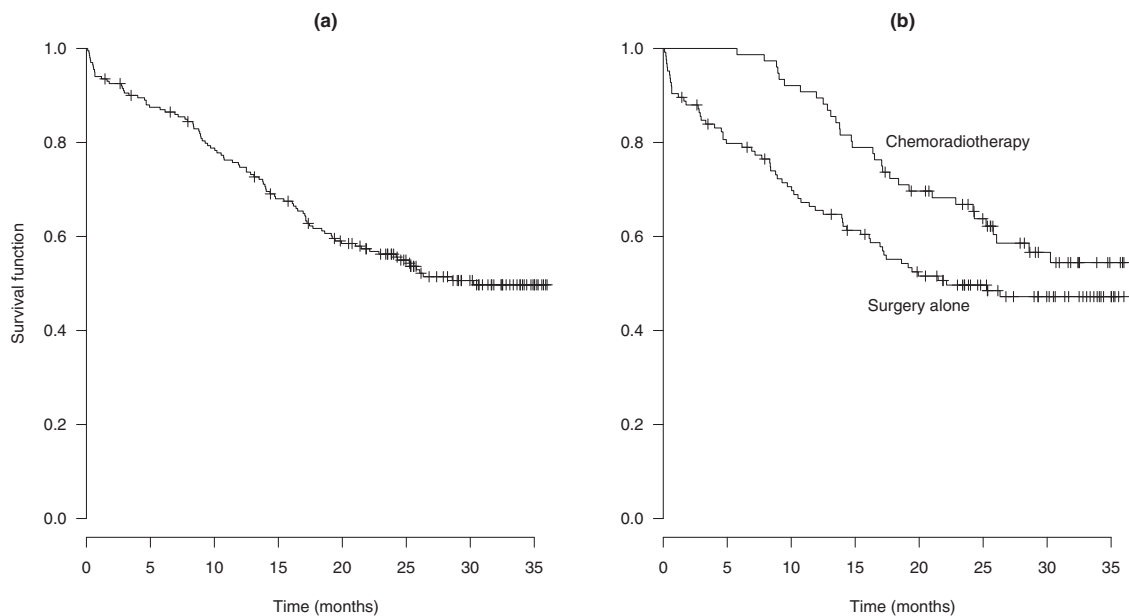 (a)
(b)
Survival function
1.0
0.8
0.6
0.4
0.2
0.0
0 5 10 15 20 25 30 35
Time (months)
1.0
0.8
0.6
0.4
0.2
0.0
Chemoradiotherapy
Surgery alone
0 5 10 15 20 25 30 35
Time (months)